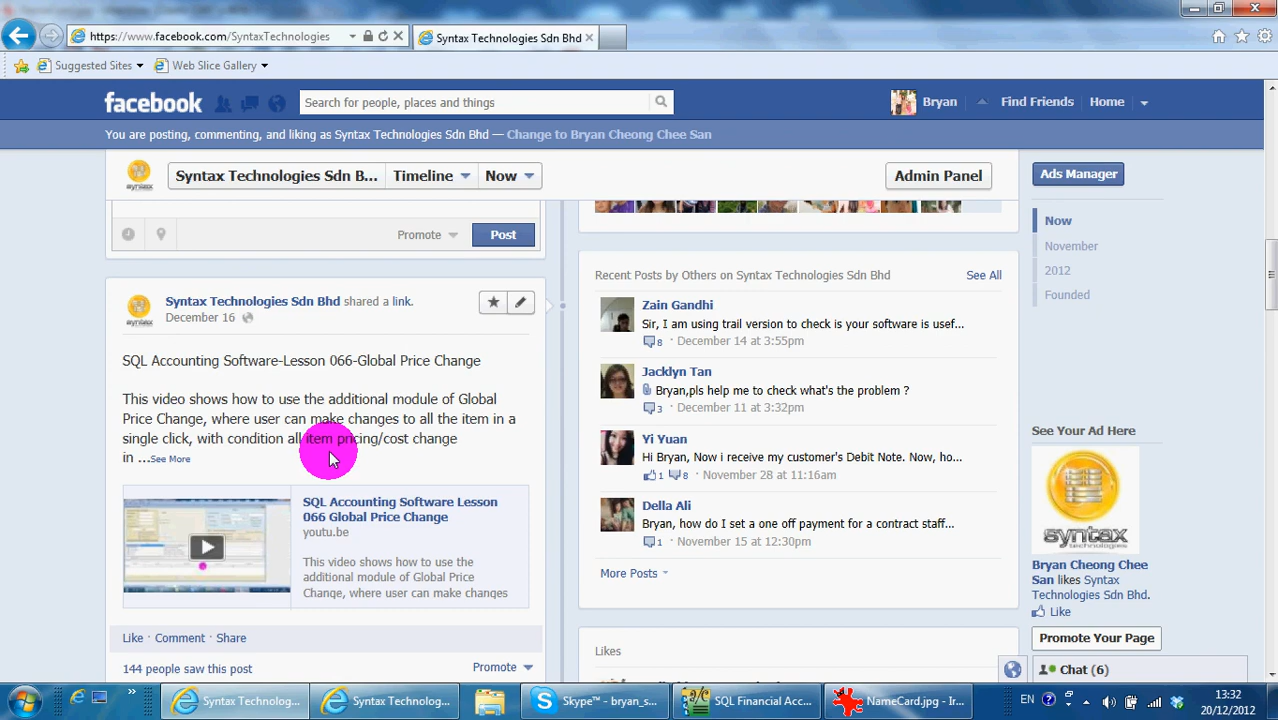 https://www.facebook.com/SyntaxTechnologies
Syntax Technologies Sdn Bhd
Suggested Sites
Web Slice Gallery
facebook
Search for people, places and things
Bryan
Find Friends
Home
You are posting, commenting, and liking as Syntax Technologies Sdn Bhd — Change to Bryan Cheong Chee San
Syntax Technologies Sdn B...
Timeline
Now
Admin Panel
Ads Manager
Now
November
2012
Founded
Promote
Post
Syntax Technologies Sdn Bhd shared a link.
December 16
SQL Accounting Software-Lesson 066-Global Price Change
This video shows how to use the additional module of Global
Price Change, where user can make changes to all the item in a
single click, with condition all item pricing/cost change
in ...See More
SQL Accounting Software Lesson
066 Global Price Change
youtu.be
This video shows how to use the
additional module of Global Price
Change, where user can make changes
Like · Comment · Share
144 people saw this post
Promote
Recent Posts by Others on Syntax Technologies Sdn Bhd
See All
Zain Gandhi
Sir, I am using trail version to check is your software is usef...
8 · December 14 at 3:55pm
Jacklyn Tan
Bryan,pls help me to check what's the problem ?
3 · December 11 at 3:32pm
Yi Yuan
Hi Bryan, Now i receive my customer's Debit Note. Now, ho...
1 8 · November 28 at 11:16am
Della Ali
Bryan, how do I set a one off payment for a contract staff...
1 · November 15 at 12:30pm
More Posts
Likes
See Your Ad Here
syntax
technologies
Bryan Cheong Chee
San likes Syntax
Technologies Sdn Bhd.
Like
Promote Your Page
Chat (6)
Syntax Technolog...
Syntax Technolog...
Skype™ - bryan_s...
SQL Financial Acc...
NameCard.jpg - Ir...
EN
13:32
20/12/2012